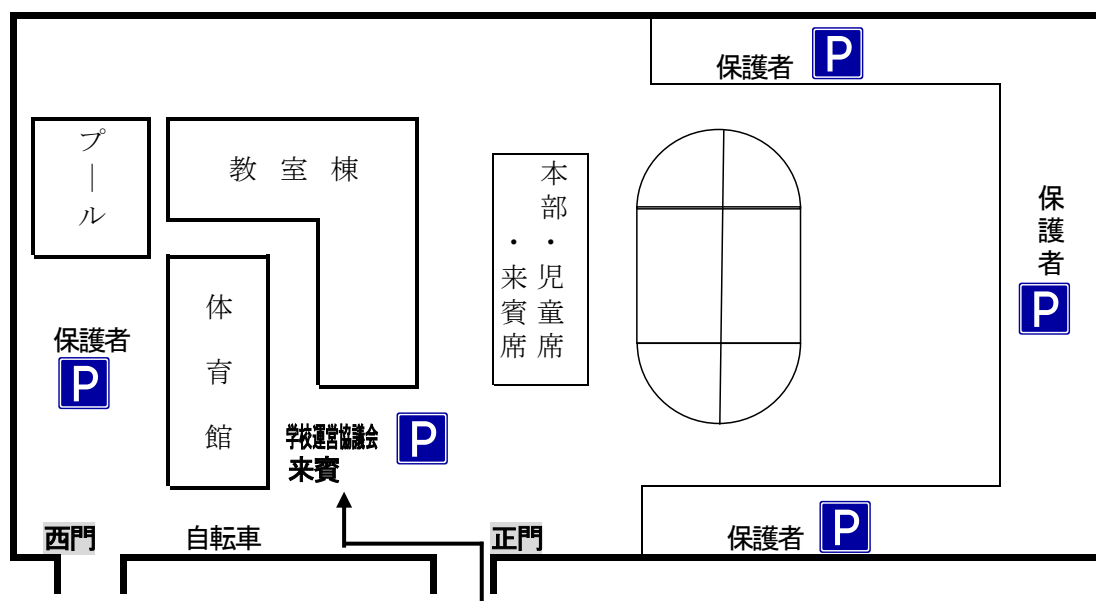 保護者 P
プール
教室棟
本部・児童席
・来賓席
保護者
P
体育館
保護者
P
学校運営協議会 P
来賓
西門
自転車
正門
保護者 P